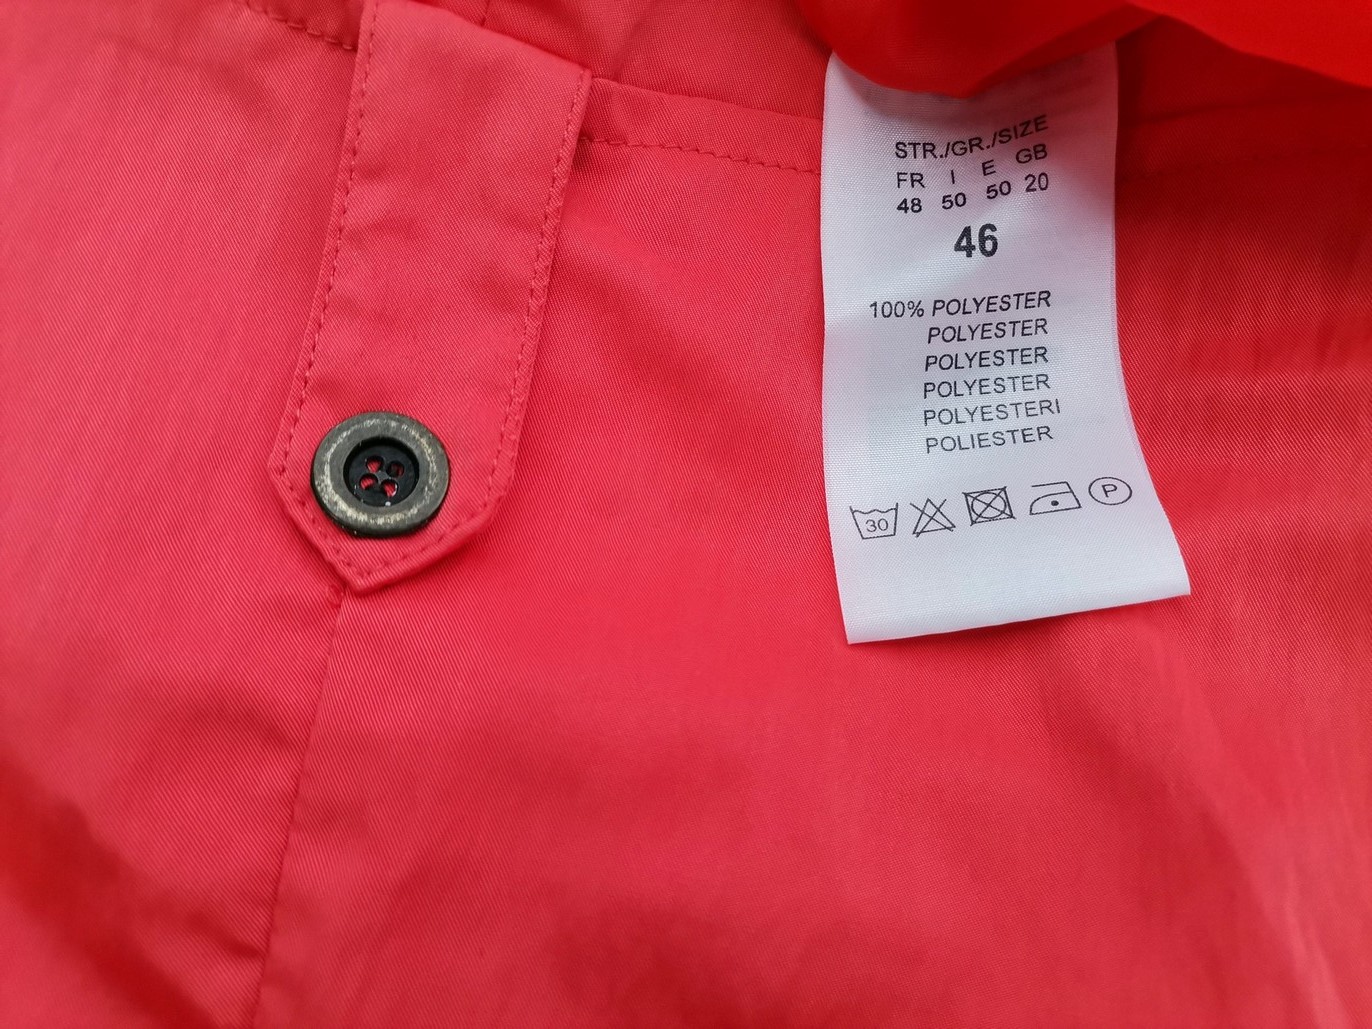 STR./GR./SIZE
FR I E GB
48 50 50 20
46
100% POLYESTER
POLYESTER
POLYESTER
POLYESTER
POLYESTERI
POLIESTER
30 P